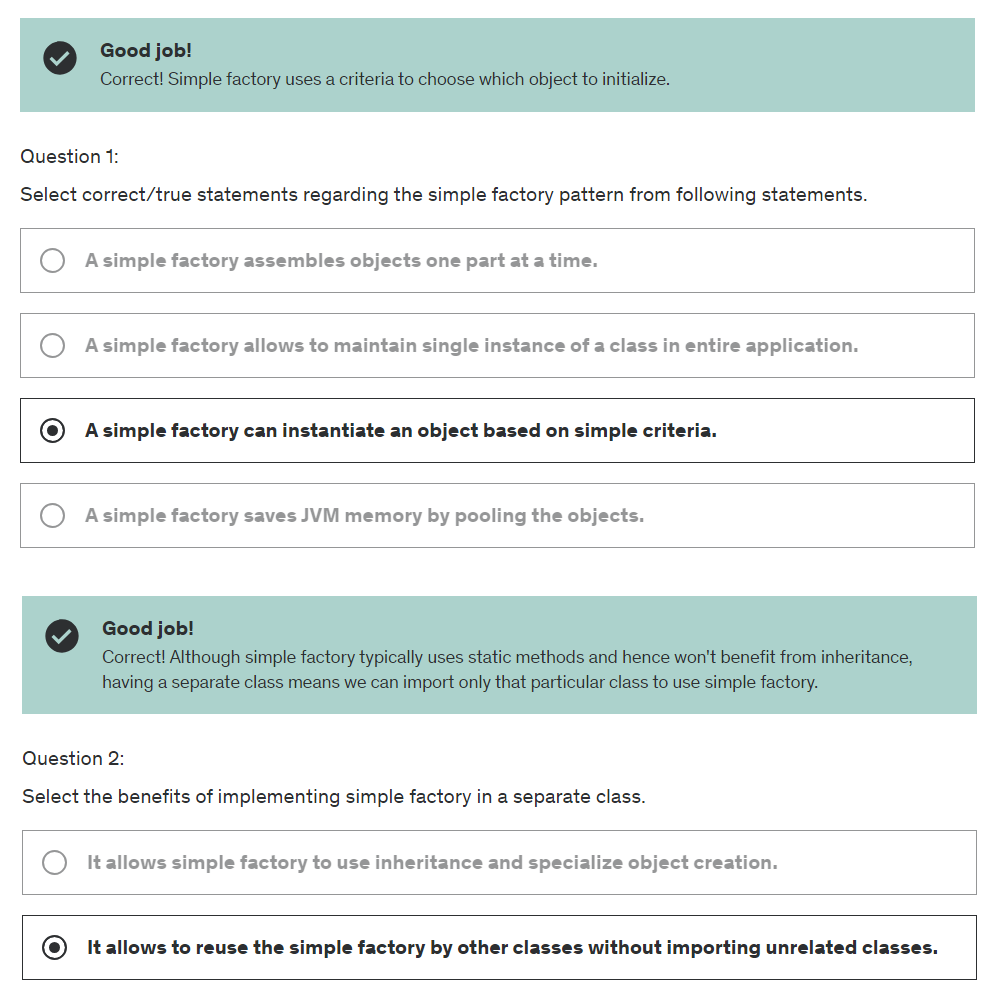 Good job!
Correct! Simple factory uses a criteria to choose which object to initialize.
Question 1:
Select correct/true statements regarding the simple factory pattern from following statements.
A simple factory assembles objects one part at a time.
A simple factory allows to maintain single instance of a class in entire application.
A simple factory can instantiate an object based on simple criteria.
A simple factory saves JVM memory by pooling the objects.
Good job!
Correct! Although simple factory typically uses static methods and hence won't benefit from inheritance,
having a separate class means we can import only that particular class to use simple factory.
Question 2:
Select the benefits of implementing simple factory in a separate class.
It allows simple factory to use inheritance and specialize object creation.
It allows to reuse the simple factory by other classes without importing unrelated classes.